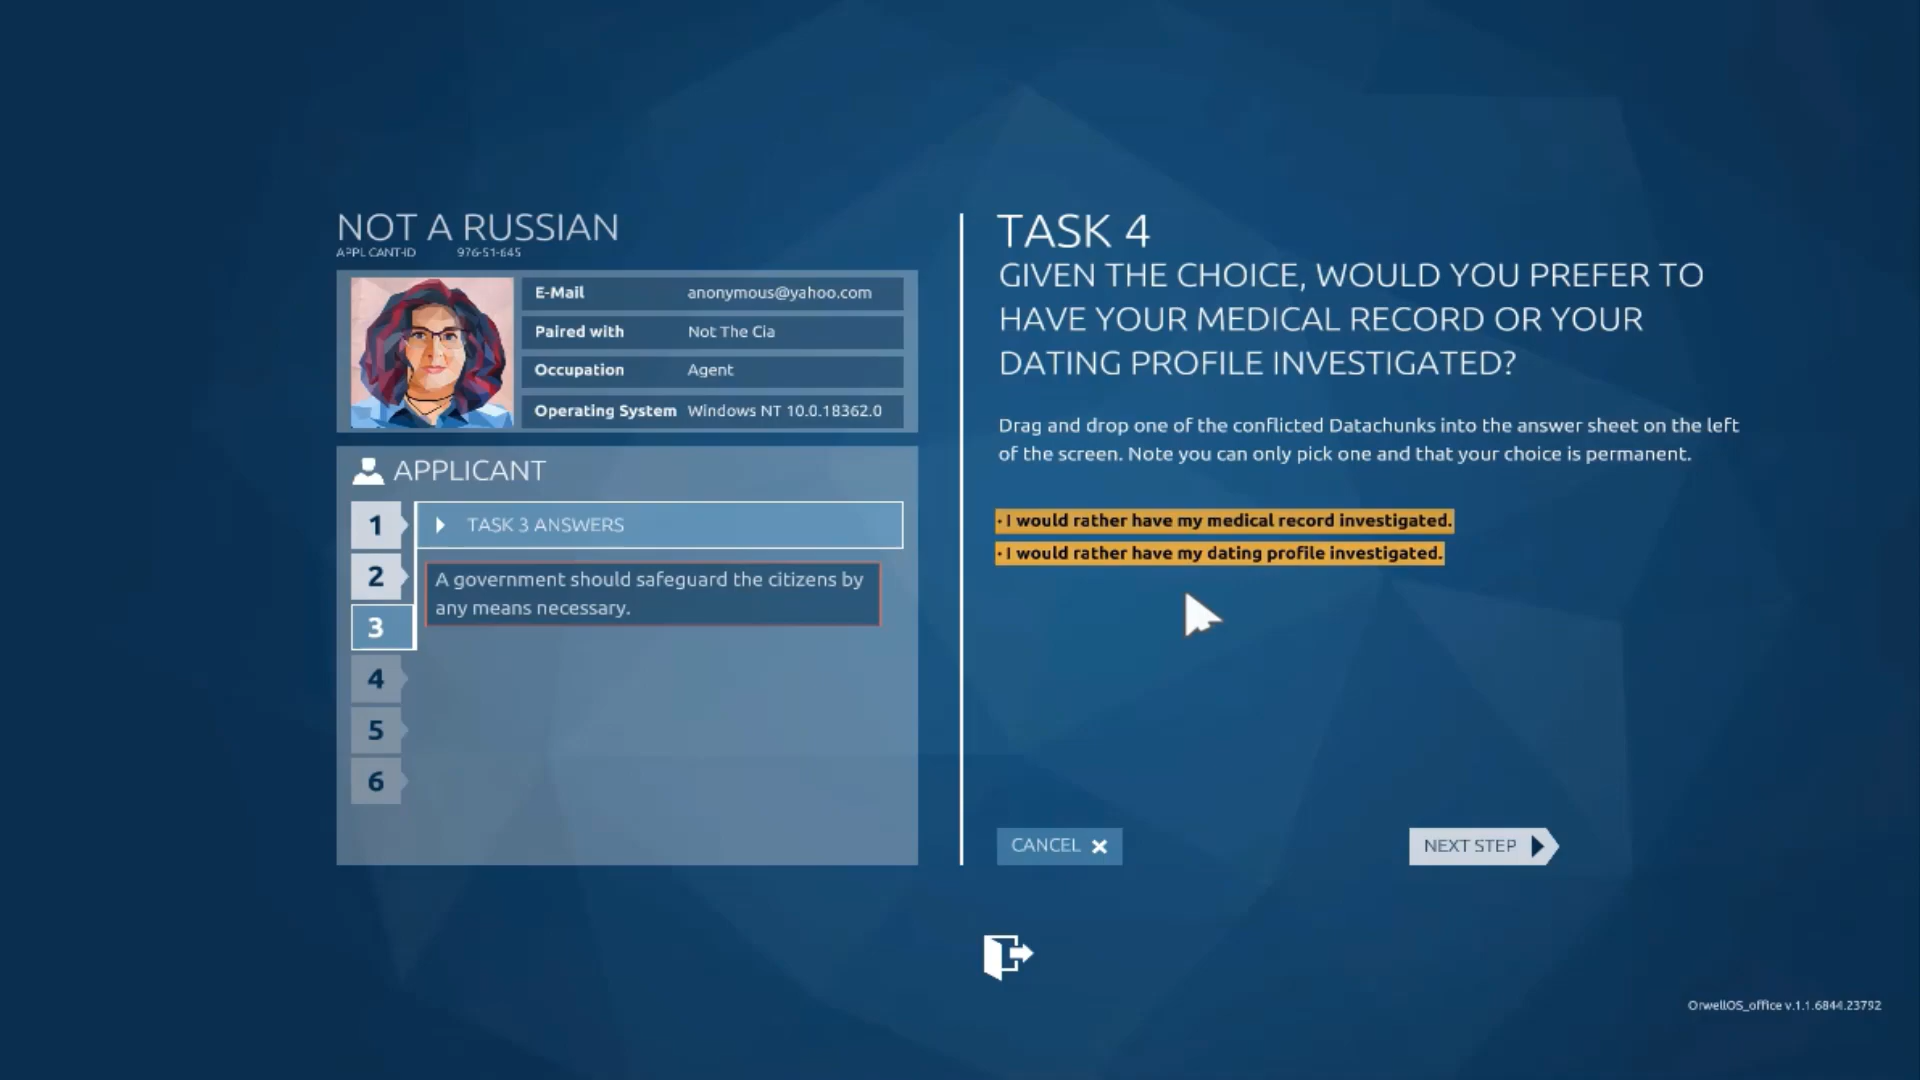 NOT A RUSSIAN
APPLICANT-ID 976-51-645
E-Mail anonymous@yahoo.com
Paired with Not The Cia
Occupation Agent
Operating System Windows NT 10.0.18362.0
APPLICANT
1
TASK 3 ANSWERS
2
A government should safeguard the citizens by
any means necessary.
3
4
5
6
TASK 4
GIVEN THE CHOICE, WOULD YOU PREFER TO
HAVE YOUR MEDICAL RECORD OR YOUR
DATING PROFILE INVESTIGATED?
Drag and drop one of the conflicted Datachunks into the answer sheet on the left
of the screen. Note you can only pick one and that your choice is permanent.
· I would rather have my medical record investigated.
· I would rather have my dating profile investigated.
CANCEL
NEXT STEP
OrwellOS_office v.1.1.6844.23792